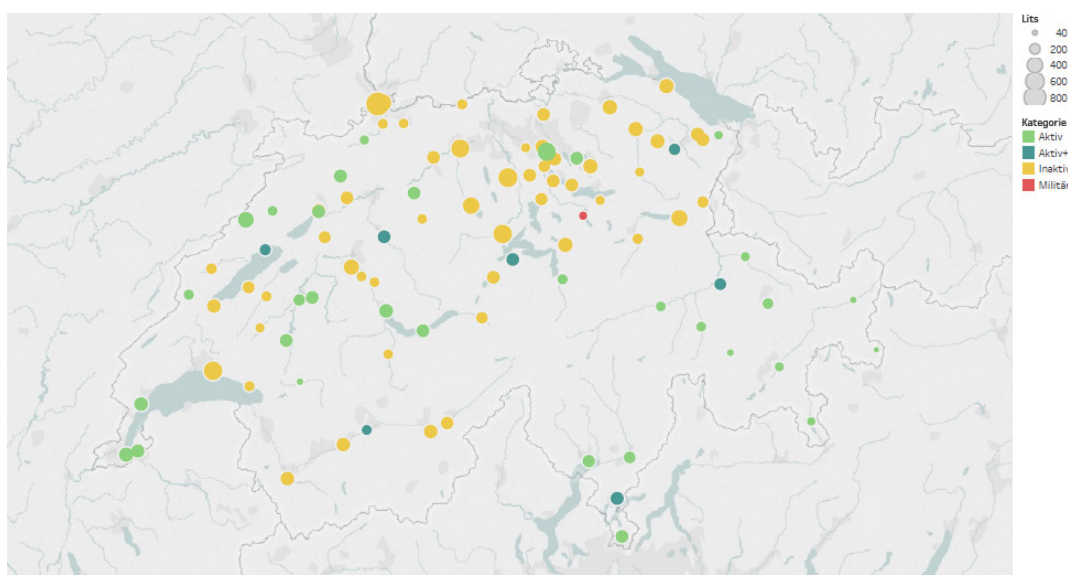 Lits
40
200
400
600
800
Kategorie
Aktiv
Aktiv+
Inaktiv
Militär